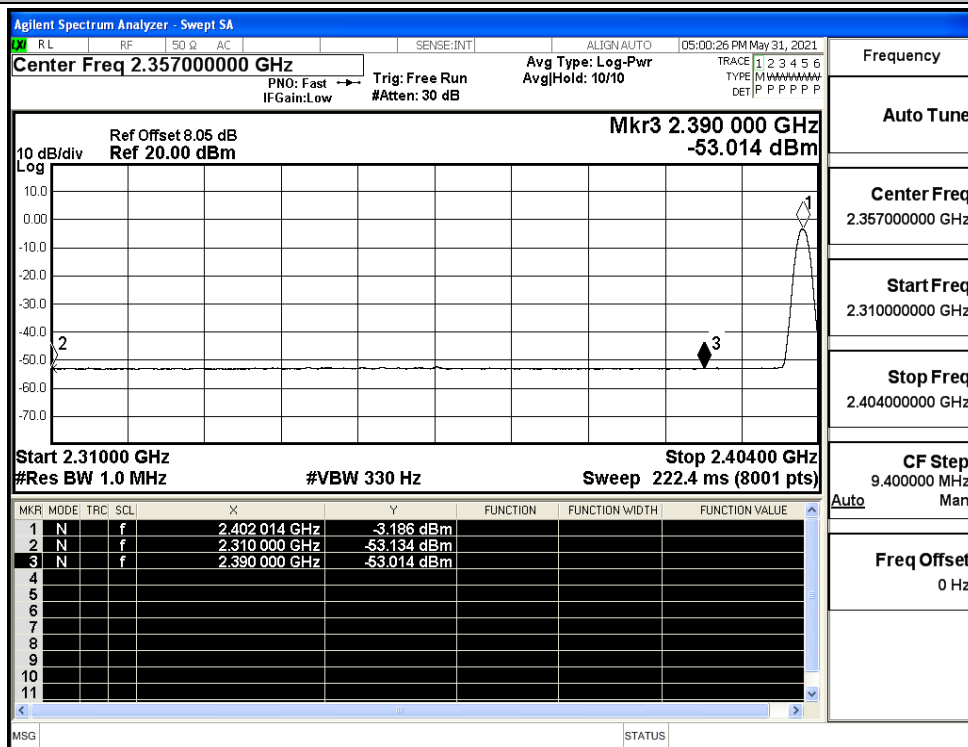 Agilent Spectrum Analyzer - Swept SA
LXI RL RF 50 Ω AC SENSE:INT ALIGN AUTO 05:00:26 PM May 31, 2021
Center Freq 2.357000000 GHz
PNO: Fast
IFGain:Low
Trig: Free Run
#Atten: 30 dB
Avg Type: Log-Pwr
Avg|Hold: 10/10
TRACE 1 2 3 4 5 6
TYPE M WWWWW
DET P P P P P P
Ref Offset 8.05 dB
10 dB/div Ref 20.00 dBm
Log
Mkr3 2.390 000 GHz
-53.014 dBm
10.0
0.00
-10.0
-20.0
-30.0
-40.0
-50.0
-60.0
-70.0
1
2
3
Start 2.31000 GHz Stop 2.40400 GHz
#Res BW 1.0 MHz #VBW 330 Hz Sweep 222.4 ms (8001 pts)
MKR MODE TRC SCL X Y FUNCTION FUNCTION WIDTH FUNCTION VALUE
1 N f 2.402 014 GHz -3.186 dBm
2 N f 2.310 000 GHz -53.134 dBm
3 N f 2.390 000 GHz -53.014 dBm
4
5
6
7
8
9
10
11
MSG STATUS
Frequency
Auto Tune
Center Freq
2.357000000 GHz
Start Freq
2.310000000 GHz
Stop Freq
2.404000000 GHz
CF Step
9.400000 MHz
Auto Man
Freq Offset
0 Hz